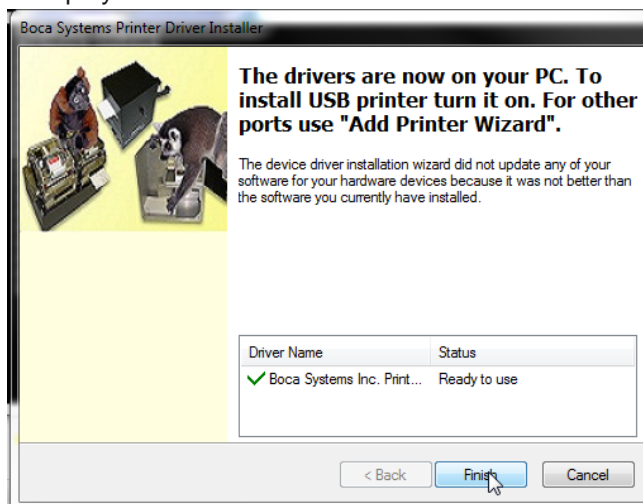 Boca Systems Printer Driver Installer
The drivers are now on your PC. To
install USB printer turn it on. For other
ports use "Add Printer Wizard".
The device driver installation wizard did not update any of your
software for your hardware devices because it was not better than
the software you currently have installed.
Driver Name Status
Boca Systems Inc. Print... Ready to use
< Back Finish Cancel